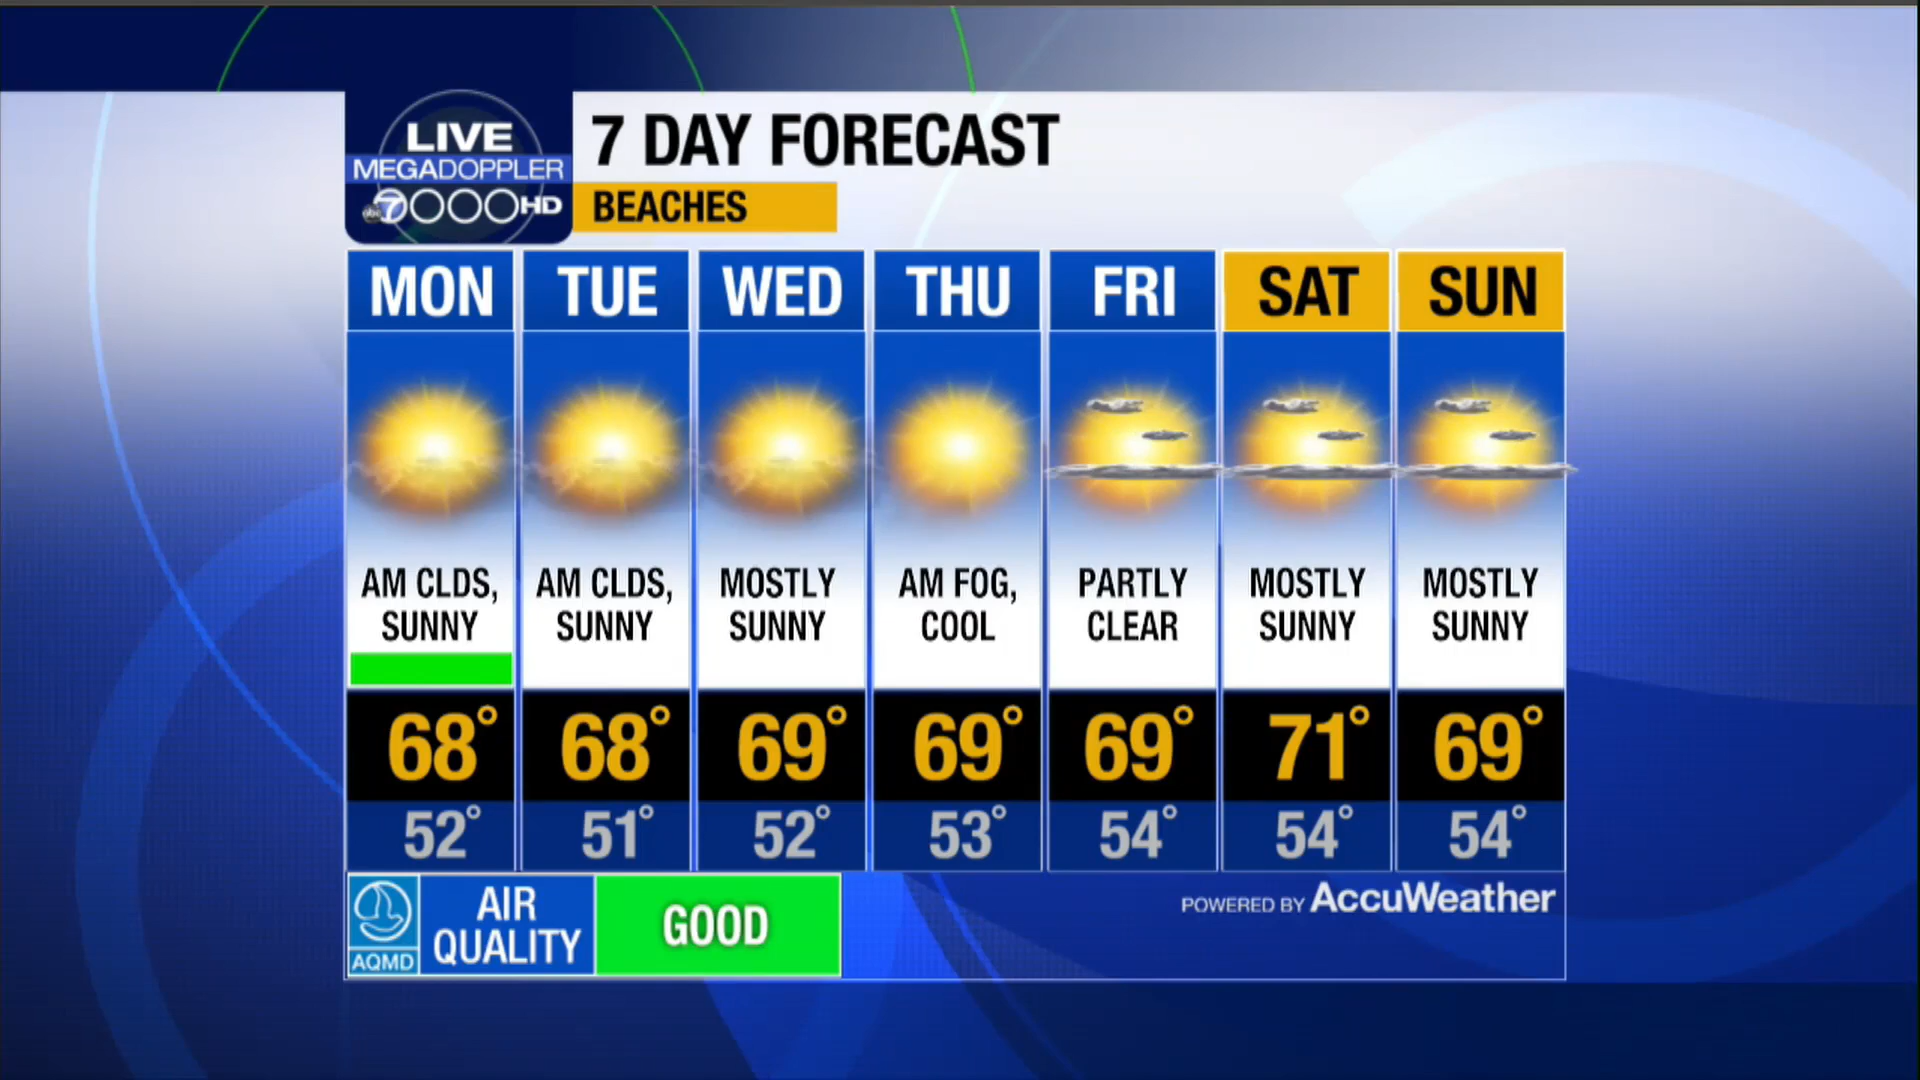 LIVE
MEGADOPPLER
abc 7000HD
7 DAY FORECAST
BEACHES
MON TUE WED THU FRI SAT SUN
AM CLDS, SUNNY
AM CLDS, SUNNY
MOSTLY SUNNY
AM FOG, COOL
PARTLY CLEAR
MOSTLY SUNNY
MOSTLY SUNNY
68° 68° 69° 69° 69° 71° 69°
52° 51° 52° 53° 54° 54° 54°
AQMD
AIR QUALITY
GOOD
POWERED BY AccuWeather